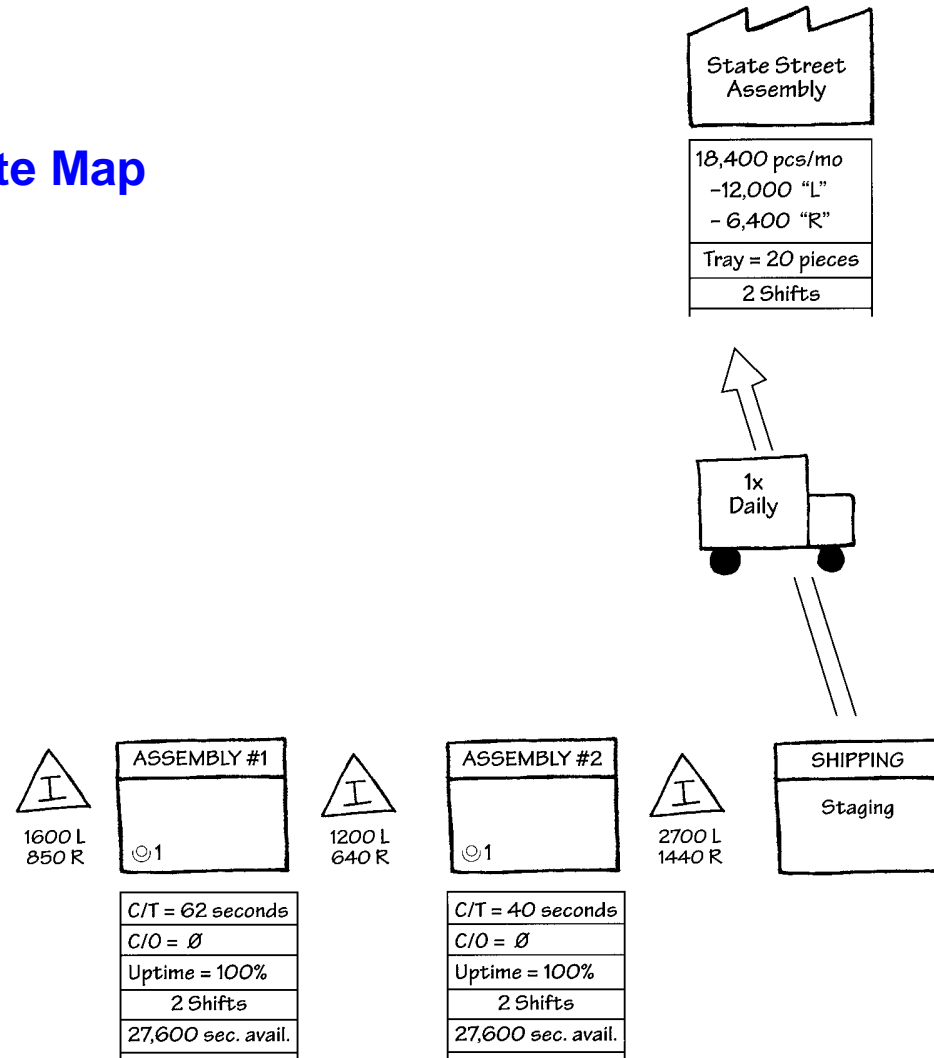 State Street
Assembly
te Map
18,400 pcs/mo
-12,000 "L"
- 6,400 "R"
Tray = 20 pieces
2 Shifts
1x
Daily
I
1600 L
850 R
ASSEMBLY #1
1
I
1200 L
640 R
ASSEMBLY #2
1
I
2700 L
1440 R
SHIPPING
Staging
C/T = 62 seconds
C/O = Ø
Uptime = 100%
2 Shifts
27,600 sec. avail.
C/T = 40 seconds
C/O = Ø
Uptime = 100%
2 Shifts
27,600 sec. avail.